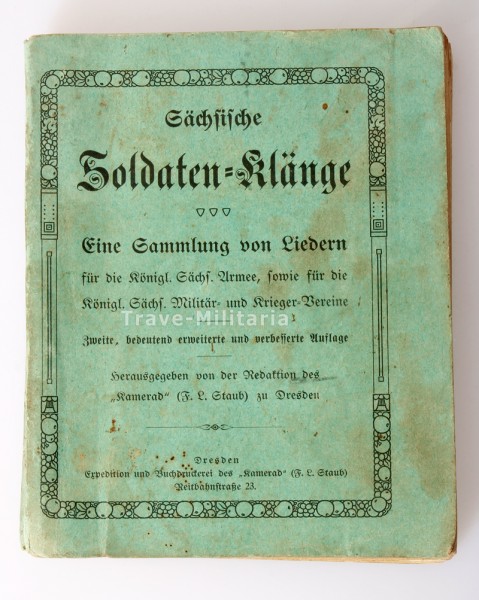 Sächsische
Soldaten-Klänge
Eine Sammlung von Liedern
für die Königl. Sächs. Armee, sowie für die
Königl. Sächs. Militär- und Krieger-Vereine
Trave-Militaria
Zweite, bedeutend erweiterte und verbesserte Auflage
Herausgegeben von der Redaktion des
„Kamerad“ (F. L. Staub) zu Dresden
Dresden
Expedition und Buchdruckerei des „Kamerad“ (F. L. Staub)
Reitbahnstraße 23.